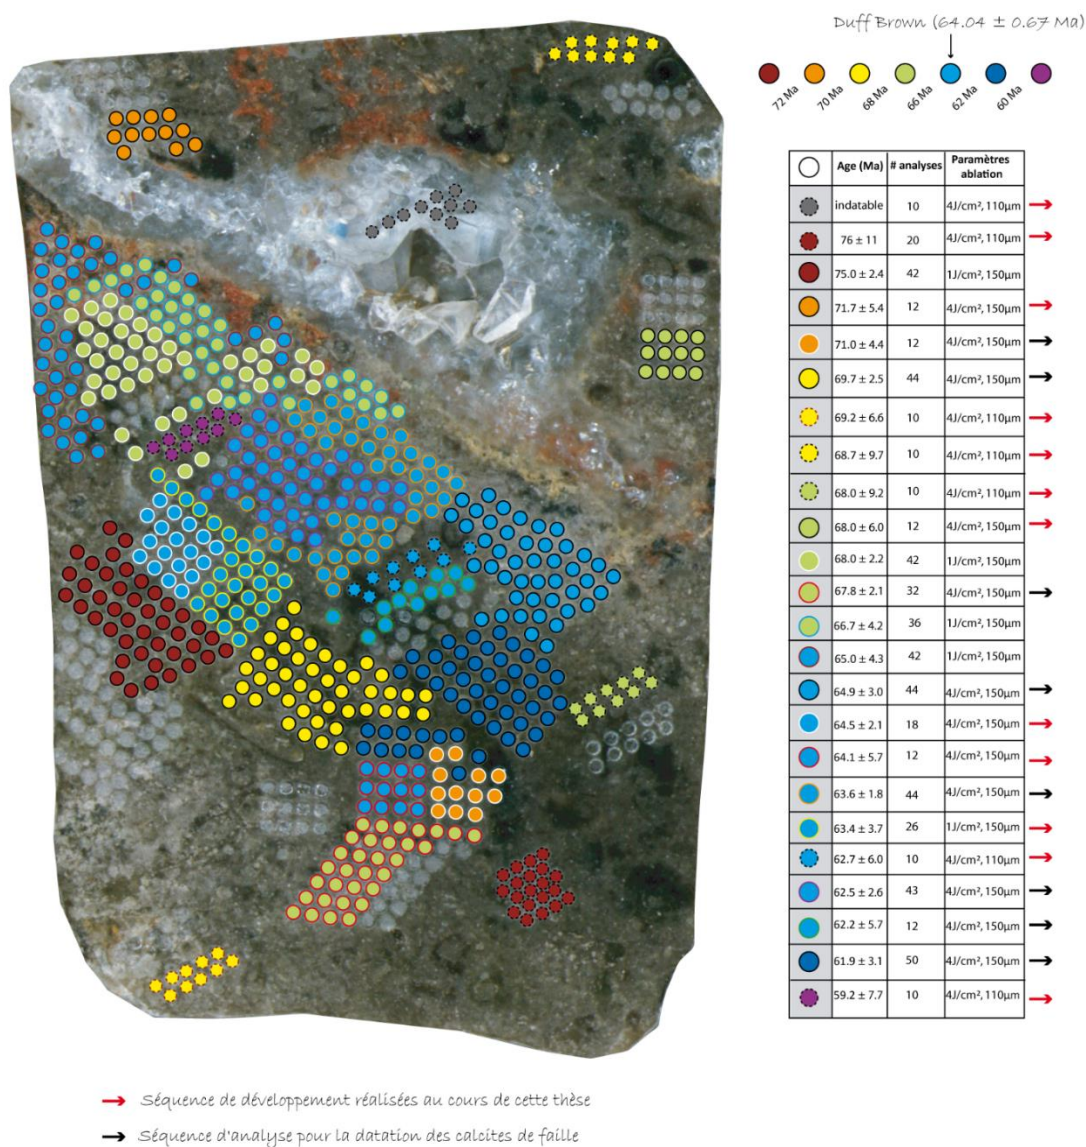 Duff Brown (64.04 ± 0.67 Ma)
72 Ma 70 Ma 68 Ma 66 Ma 62 Ma 60 Ma
Age (Ma) # analyses Paramètres ablation
indatable 10 4J/cm², 110µm
76 ± 11 20 4J/cm², 110µm
75.0 ± 2.4 42 1J/cm², 150µm
71.7 ± 5.4 12 4J/cm², 150µm
71.0 ± 4.4 12 4J/cm², 150µm
69.7 ± 2.5 44 4J/cm², 150µm
69.2 ± 6.6 10 4J/cm², 110µm
68.7 ± 9.7 10 4J/cm², 110µm
68.0 ± 9.2 10 4J/cm², 110µm
68.0 ± 6.0 12 4J/cm², 150µm
68.0 ± 2.2 42 1J/cm², 150µm
67.8 ± 2.1 32 4J/cm², 150µm
66.7 ± 4.2 36 1J/cm², 150µm
65.0 ± 4.3 42 1J/cm², 150µm
64.9 ± 3.0 44 4J/cm², 150µm
64.5 ± 2.1 18 4J/cm², 150µm
64.1 ± 5.7 12 4J/cm², 150µm
63.6 ± 1.8 44 4J/cm², 150µm
63.4 ± 3.7 26 1J/cm², 150µm
62.7 ± 6.0 10 4J/cm², 110µm
62.5 ± 2.6 43 4J/cm², 150µm
62.2 ± 5.7 12 4J/cm², 150µm
61.9 ± 3.1 50 4J/cm², 150µm
59.2 ± 7.7 10 4J/cm², 110µm
Séquence de développement réalisées au cours de cette thèse
Séquence d'analyse pour la datation des calcites de faille